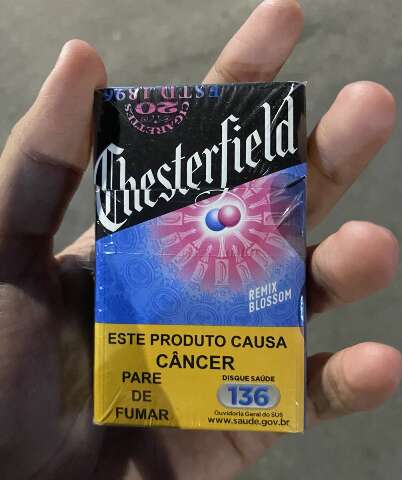 ESTD.1896
20
CIGARETTES
Chesterfield
REMIX
BLOSSOM
ESTE PRODUTO CAUSA
CÂNCER
PARE
DE
FUMAR
DISQUE SAÚDE
136
Ouvidoria Geral do SUS
www.saude.gov.br